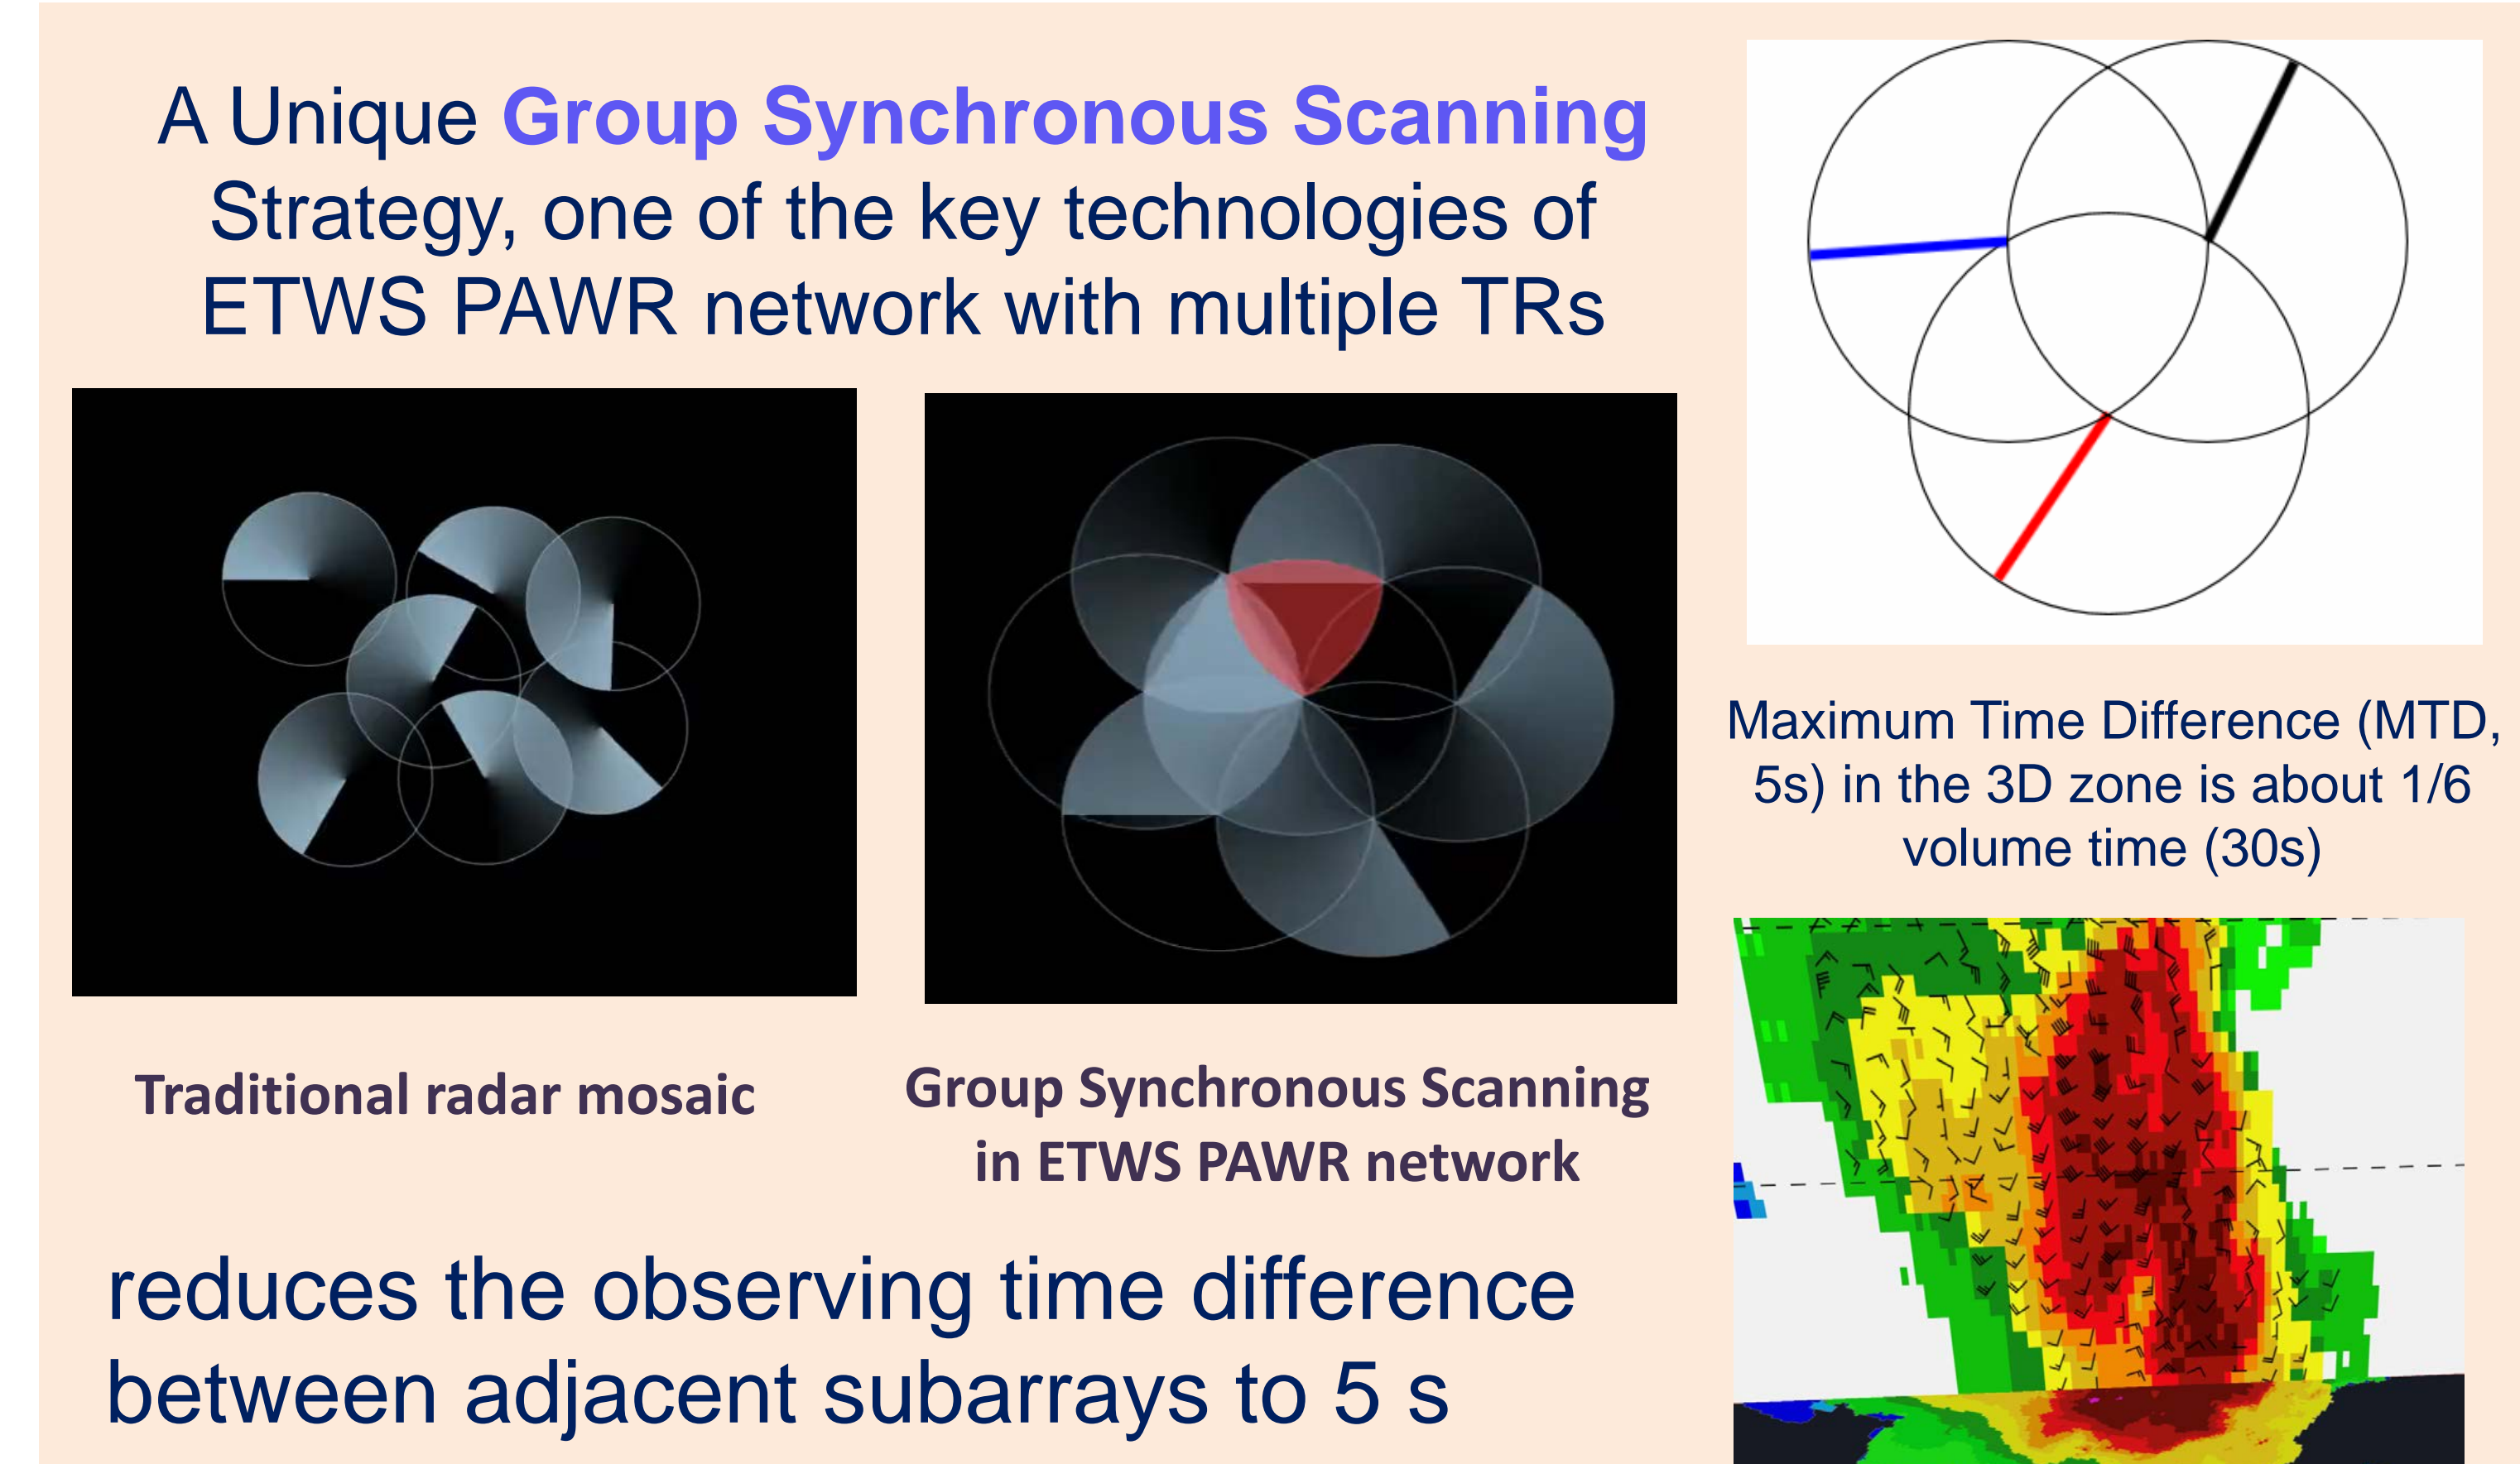 A Unique Group Synchronous Scanning
Strategy, one of the key technologies of
ETWS PAWR network with multiple TRs
Maximum Time Difference (MTD,
5s) in the 3D zone is about 1/6
volume time (30s)
Traditional radar mosaic
Group Synchronous Scanning
in ETWS PAWR network
reduces the observing time difference
between adjacent subarrays to 5 s